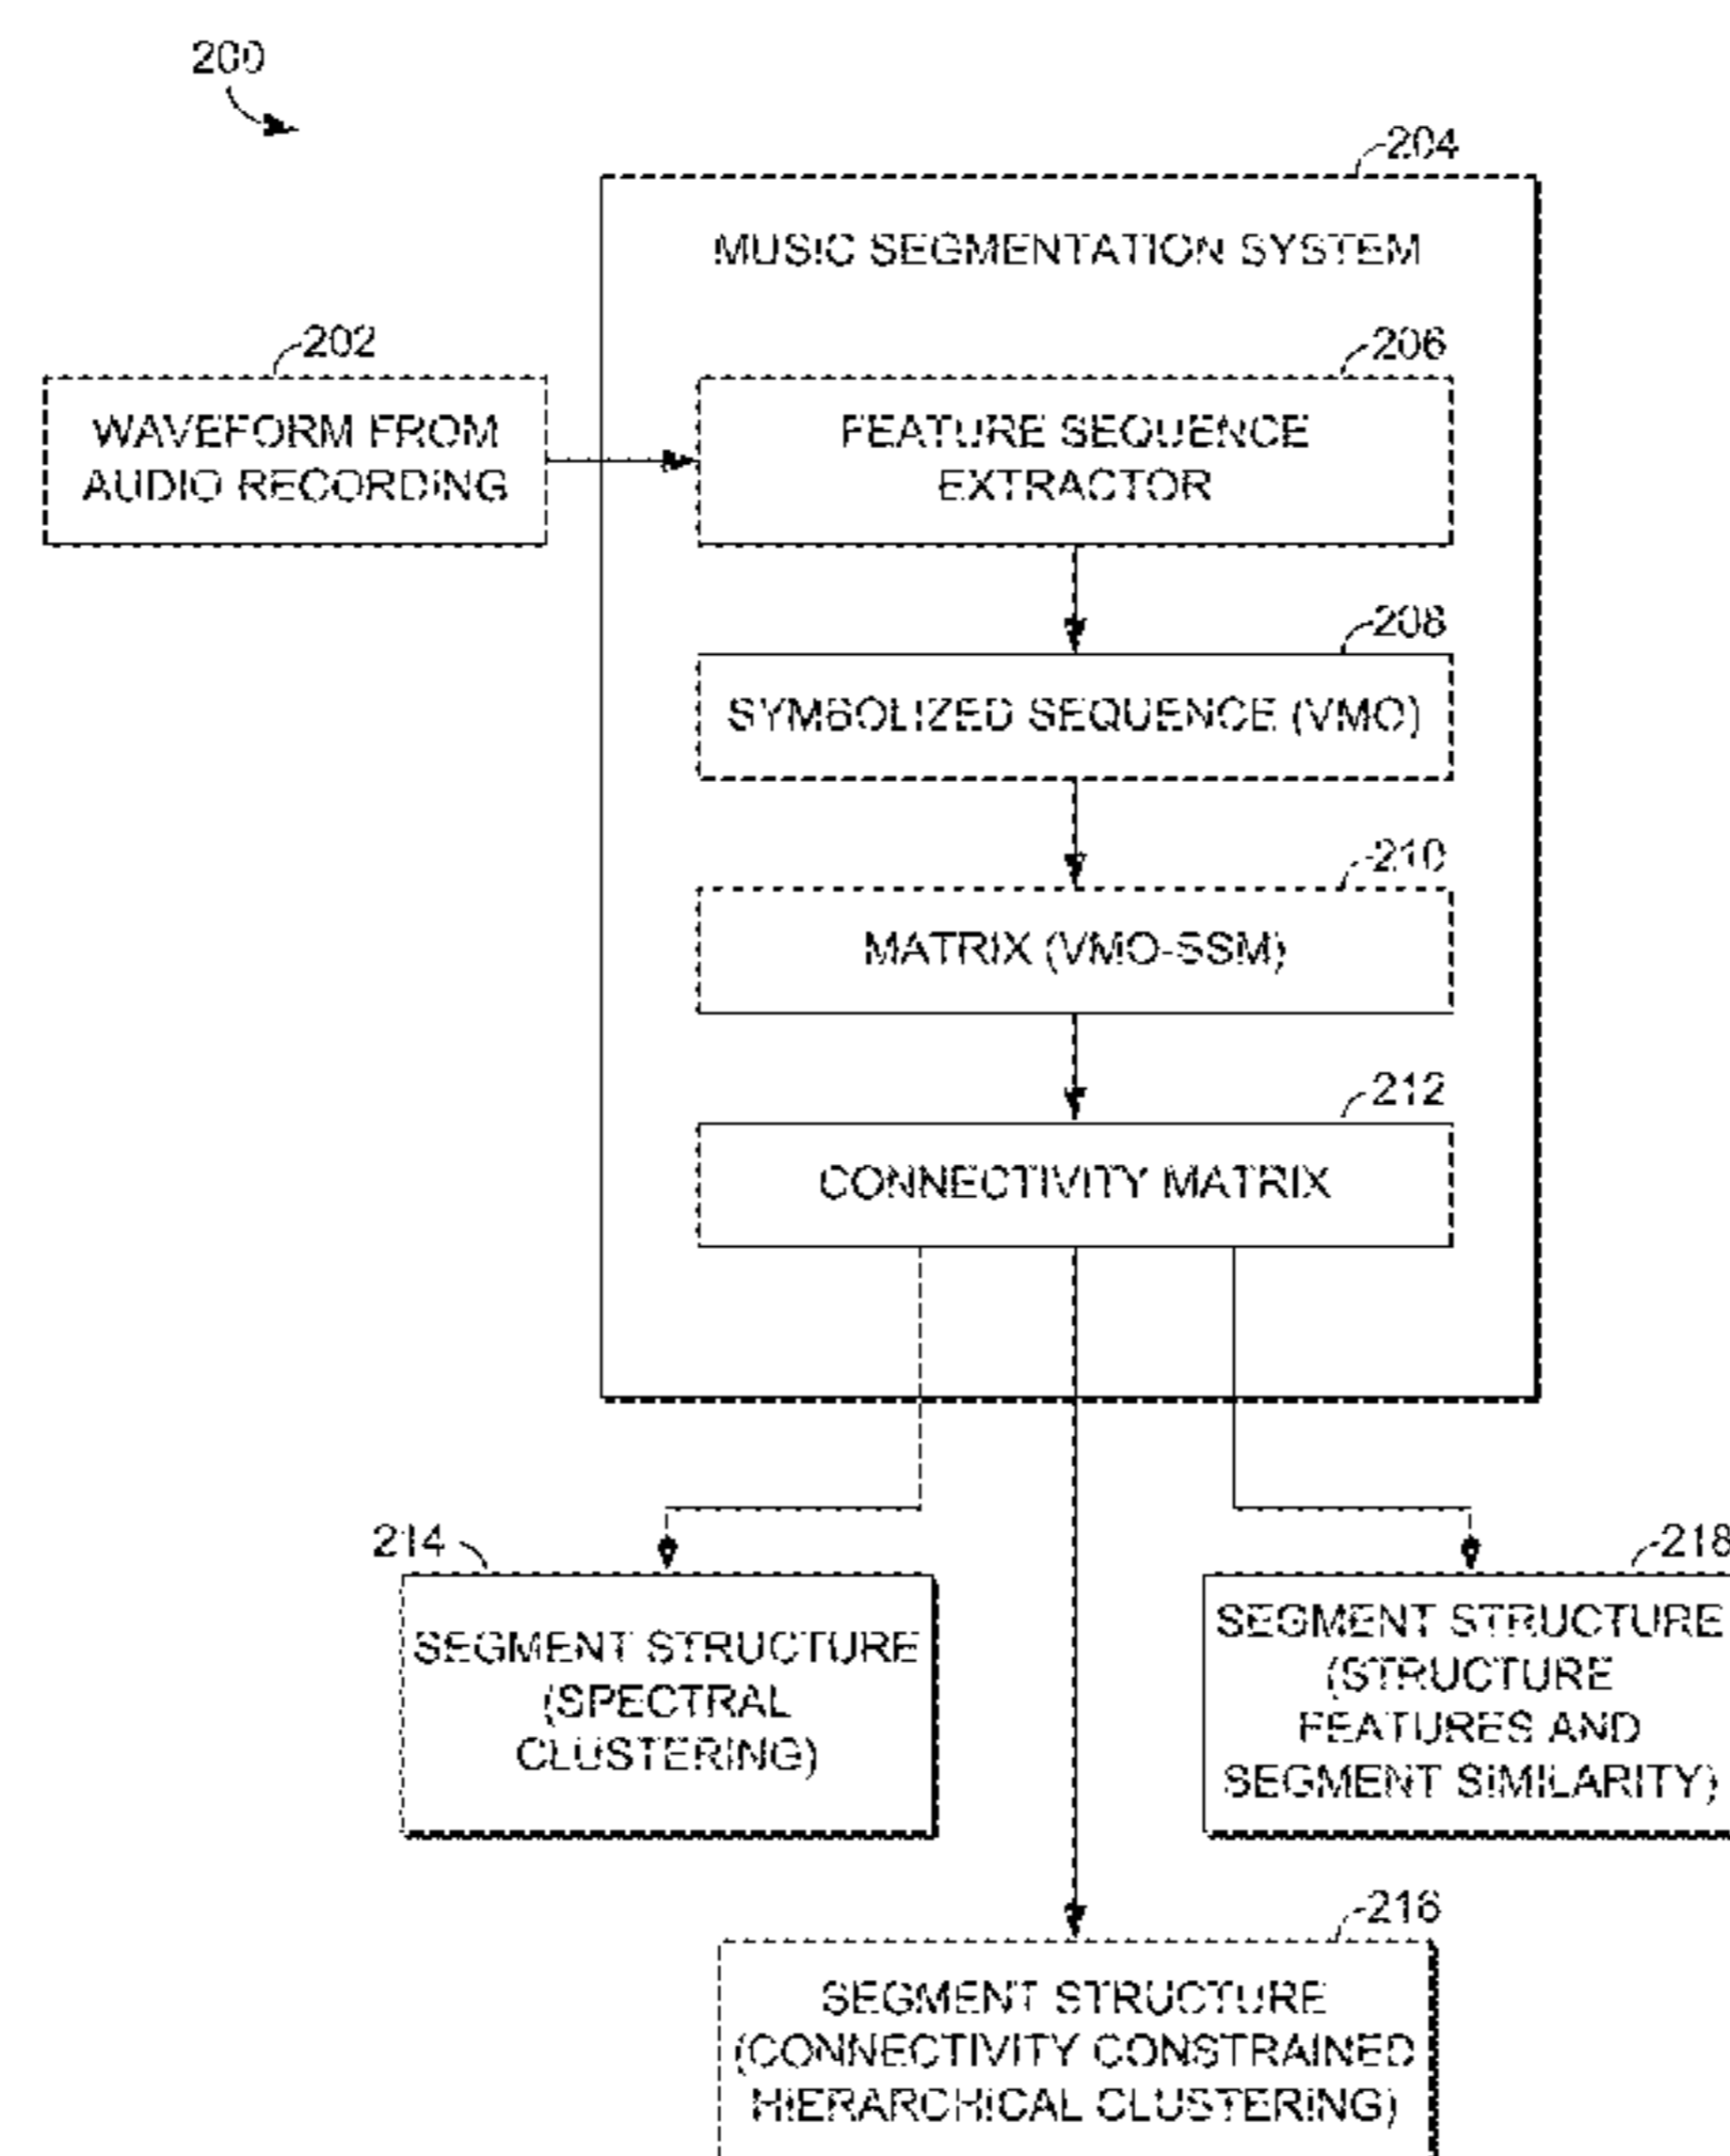 200
204
MUSIC SEGMENTATION SYSTEM
202
WAVEFORM FROM
AUDIO RECORDING
206
FEATURE SEQUENCE
EXTRACTOR
208
SYMBOLIZED SEQUENCE (VMO)
210
MATRIX (VMO-SSM)
212
CONNECTIVITY MATRIX
214
SEGMENT STRUCTURE
(SPECTRAL
CLUSTERING)
218
SEGMENT STRUCTURE
(STRUCTURE
FEATURES AND
SEGMENT SIMILARITY)
216
SEGMENT STRUCTURE
(CONNECTIVITY CONSTRAINED
HIERARCHICAL CLUSTERING)